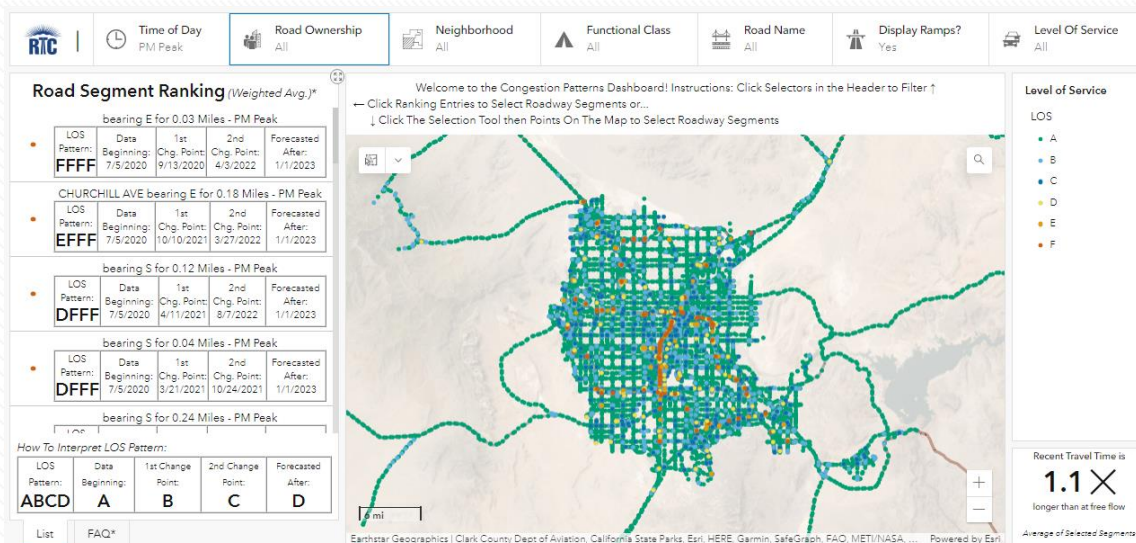 RTC
Time of Day
PM Peak
Road Ownership
All
Neighborhood
All
Functional Class
All
Road Name
All
Display Ramps?
Yes
Level Of Service
All
Road Segment Ranking (Weighted Avg.)*
bearing E for 0.03 Miles - PM Peak
LOS Pattern: FFFF
Data Beginning: 7/5/2020
1st Chg. Point: 9/13/2020
2nd Chg. Point: 4/3/2022
Forecasted After: 1/1/2023
CHURCHILL AVE bearing E for 0.18 Miles - PM Peak
LOS Pattern: EFFF
Data Beginning: 7/5/2020
1st Chg. Point: 10/10/2021
2nd Chg. Point: 3/27/2022
Forecasted After: 1/1/2023
bearing S for 0.12 Miles - PM Peak
LOS Pattern: DFFF
Data Beginning: 7/5/2020
1st Chg. Point: 4/11/2021
2nd Chg. Point: 8/7/2022
Forecasted After: 1/1/2023
bearing S for 0.04 Miles - PM Peak
LOS Pattern: DFFF
Data Beginning: 7/5/2020
1st Chg. Point: 3/21/2021
2nd Chg. Point: 10/24/2021
Forecasted After: 1/1/2023
bearing S for 0.24 Miles - PM Peak
How To Interpret LOS Pattern:
LOS Pattern: ABCD
Data Beginning: A
1st Change Point: B
2nd Change Point: C
Forecasted After: D
List
FAQ*
Welcome to the Congestion Patterns Dashboard! Instructions: Click Selectors in the Header to Filter ↑
← Click Ranking Entries to Select Roadway Segments or...
↓ Click The Selection Tool then Points On The Map to Select Roadway Segments
6 mi
Earthstar Geographics | Clark County Dept of Aviation, California State Parks, Esri, HERE, Garmin, SafeGraph, FAO, METI/NASA, ...
Powered by Esri
Level of Service
LOS
A
B
C
D
E
F
Recent Travel Time is
1.1 X
longer than at free flow
Average of Selected Segments